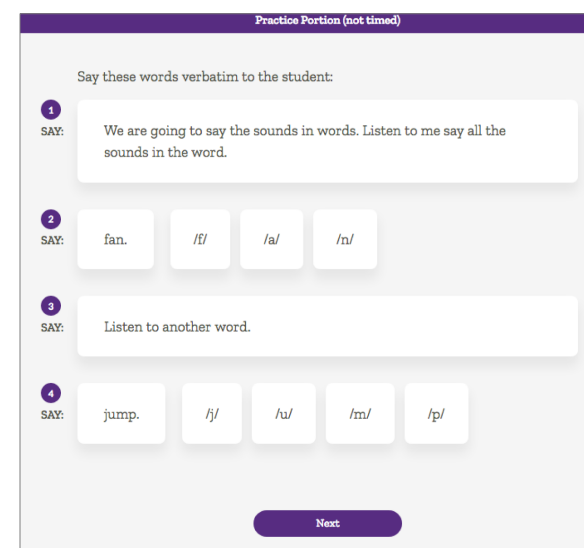 Practice Portion (not timed)
Say these words verbatim to the student:
1
SAY:
We are going to say the sounds in words. Listen to me say all the
sounds in the word.
2
SAY:
fan. /f/ /a/ /n/
3
SAY:
Listen to another word.
4
SAY:
jump. /j/ /u/ /m/ /p/
Next